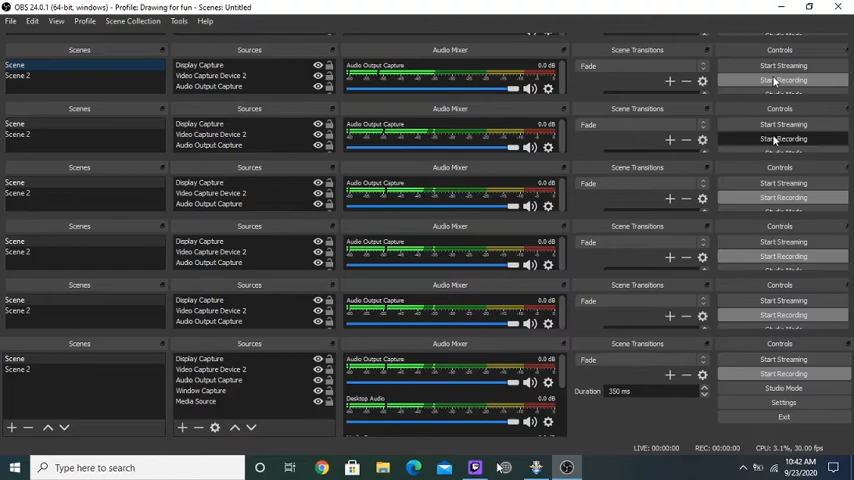 OBS 24.0.1 (64-bit, windows) - Profile: Drawing for fun - Scenes: Untitled
File Edit View Profile Scene Collection Tools Help
Scenes Sources Audio Mixer Scene Transitions Controls
Scene Display Capture Audio Output Capture 0.0 dB Fade Start Streaming
Scene 2 Video Capture Device 2 Start Recording
Audio Output Capture
Scenes Sources Audio Mixer Scene Transitions Controls
Scene Display Capture Audio Output Capture 0.0 dB Fade Start Streaming
Scene 2 Video Capture Device 2 Start Recording
Audio Output Capture
Scenes Sources Audio Mixer Scene Transitions Controls
Scene Display Capture Audio Output Capture 0.0 dB Fade Start Streaming
Scene 2 Video Capture Device 2 Start Recording
Audio Output Capture
Scenes Sources Audio Mixer Scene Transitions Controls
Scene Display Capture Audio Output Capture 0.0 dB Fade Start Streaming
Scene 2 Video Capture Device 2 Start Recording
Audio Output Capture
Scenes Sources Audio Mixer Scene Transitions Controls
Scene Display Capture Audio Output Capture 0.0 dB Fade Start Streaming
Scene 2 Video Capture Device 2 Start Recording
Audio Output Capture
Scenes Sources Audio Mixer Scene Transitions Controls
Scene Display Capture Audio Output Capture 0.0 dB Fade Start Streaming
Scene 2 Video Capture Device 2 Start Recording
Audio Output Capture Studio Mode
Window Capture Duration 350 ms
Media Source Desktop Audio 0.0 dB Settings
Exit
LIVE: 00:00:00 REC: 00:00:00 CPU: 3.1%, 30.00 fps
Type here to search 10:42 AM
9/23/2020